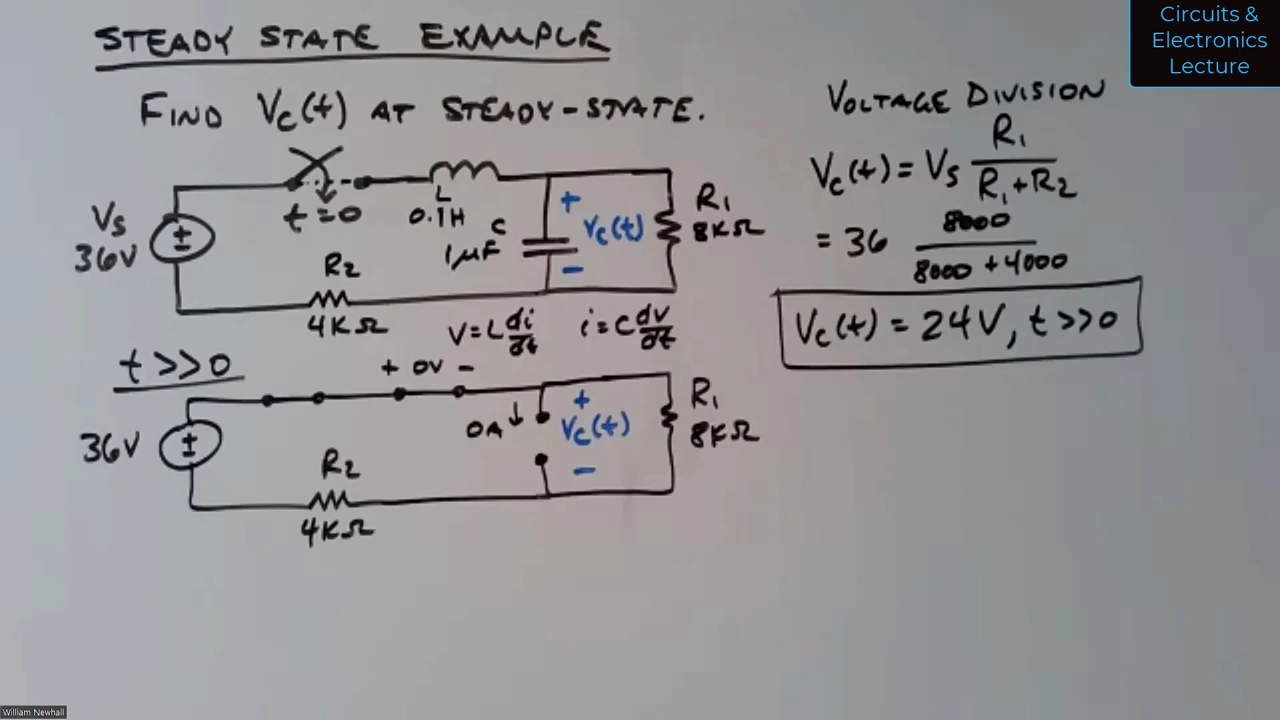 Circuits &
Electronics
Lecture
STEADY STATE EXAMPLE
FIND Vc(t) AT STEADY-STATE.
Vs
36V
t=0
L
0.1H
C
1μF
+
Vc(t)
−
R1
8KΩ
R2
4KΩ
±
V=L di/dt
i=C dv/dt
t>>0
+ 0V −
36V
±
0A ↓
+
Vc(t)
−
R1
8KΩ
R2
4KΩ
VOLTAGE DIVISION
Vc(t) = Vs R1/(R1+R2)
= 36 8000/(8000+4000)
Vc(t) = 24V, t>>0
William Newhall